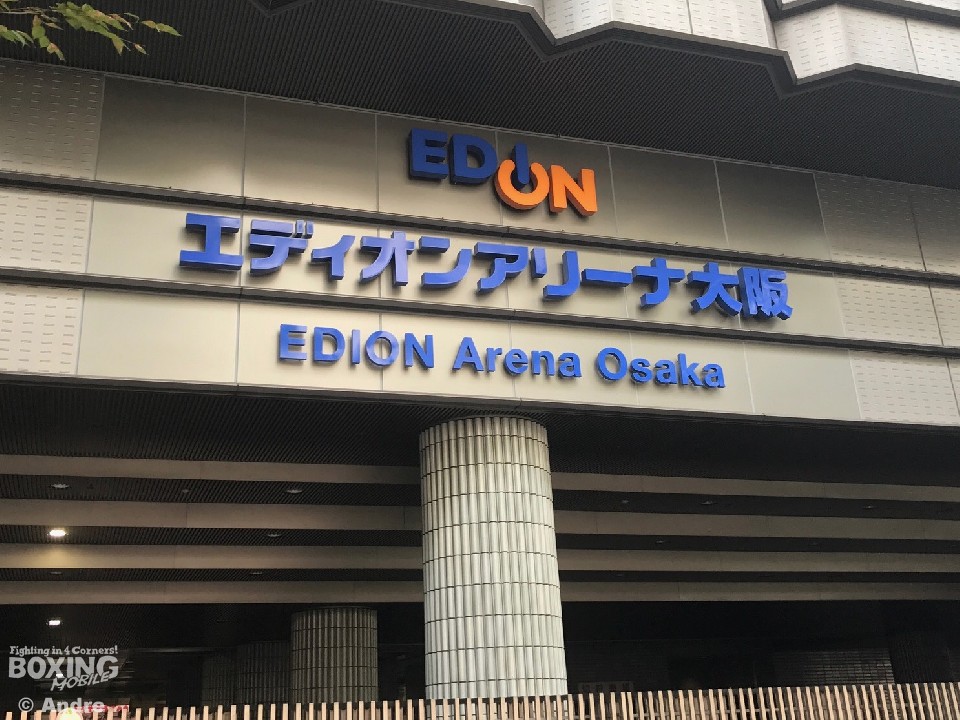 EDION
エディオンアリーナ大阪
EDION Arena Osaka
Fighting in 4 Corners!
BOXING
MOBILE
© Andre